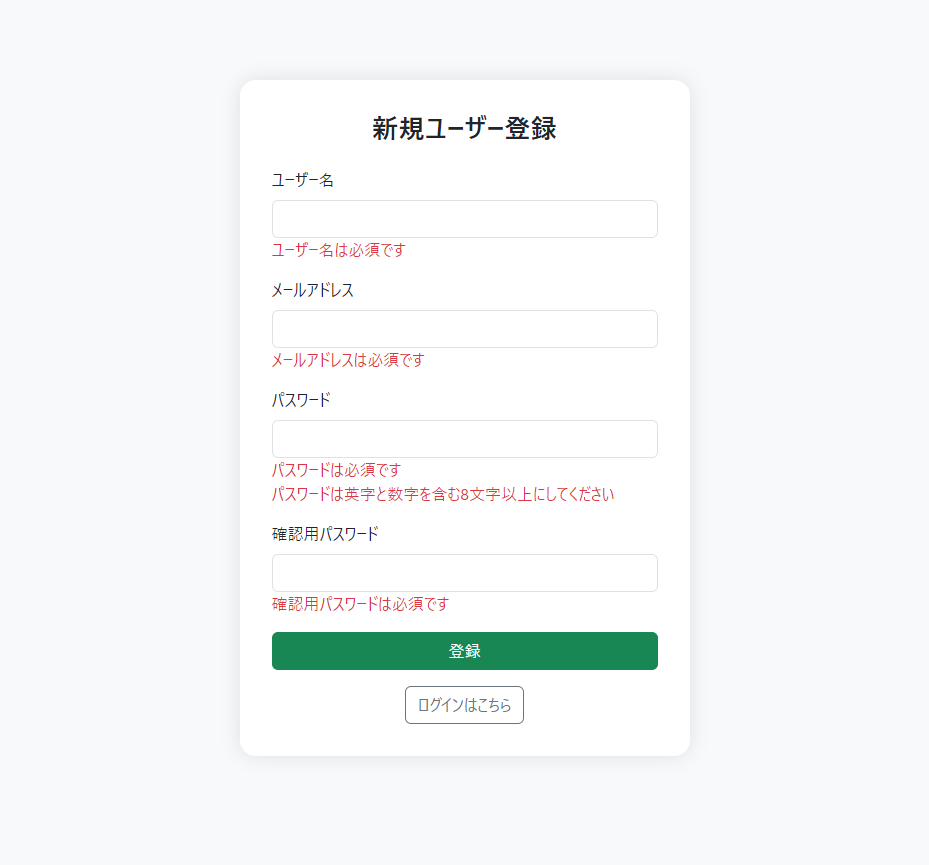 新規ユーザー登録
ユーザー名
ユーザー名は必須です
メールアドレス
メールアドレスは必須です
パスワード
パスワードは必須です
パスワードは英字と数字を含む8文字以上にしてください
確認用パスワード
確認用パスワードは必須です
登録
ログインはこちら